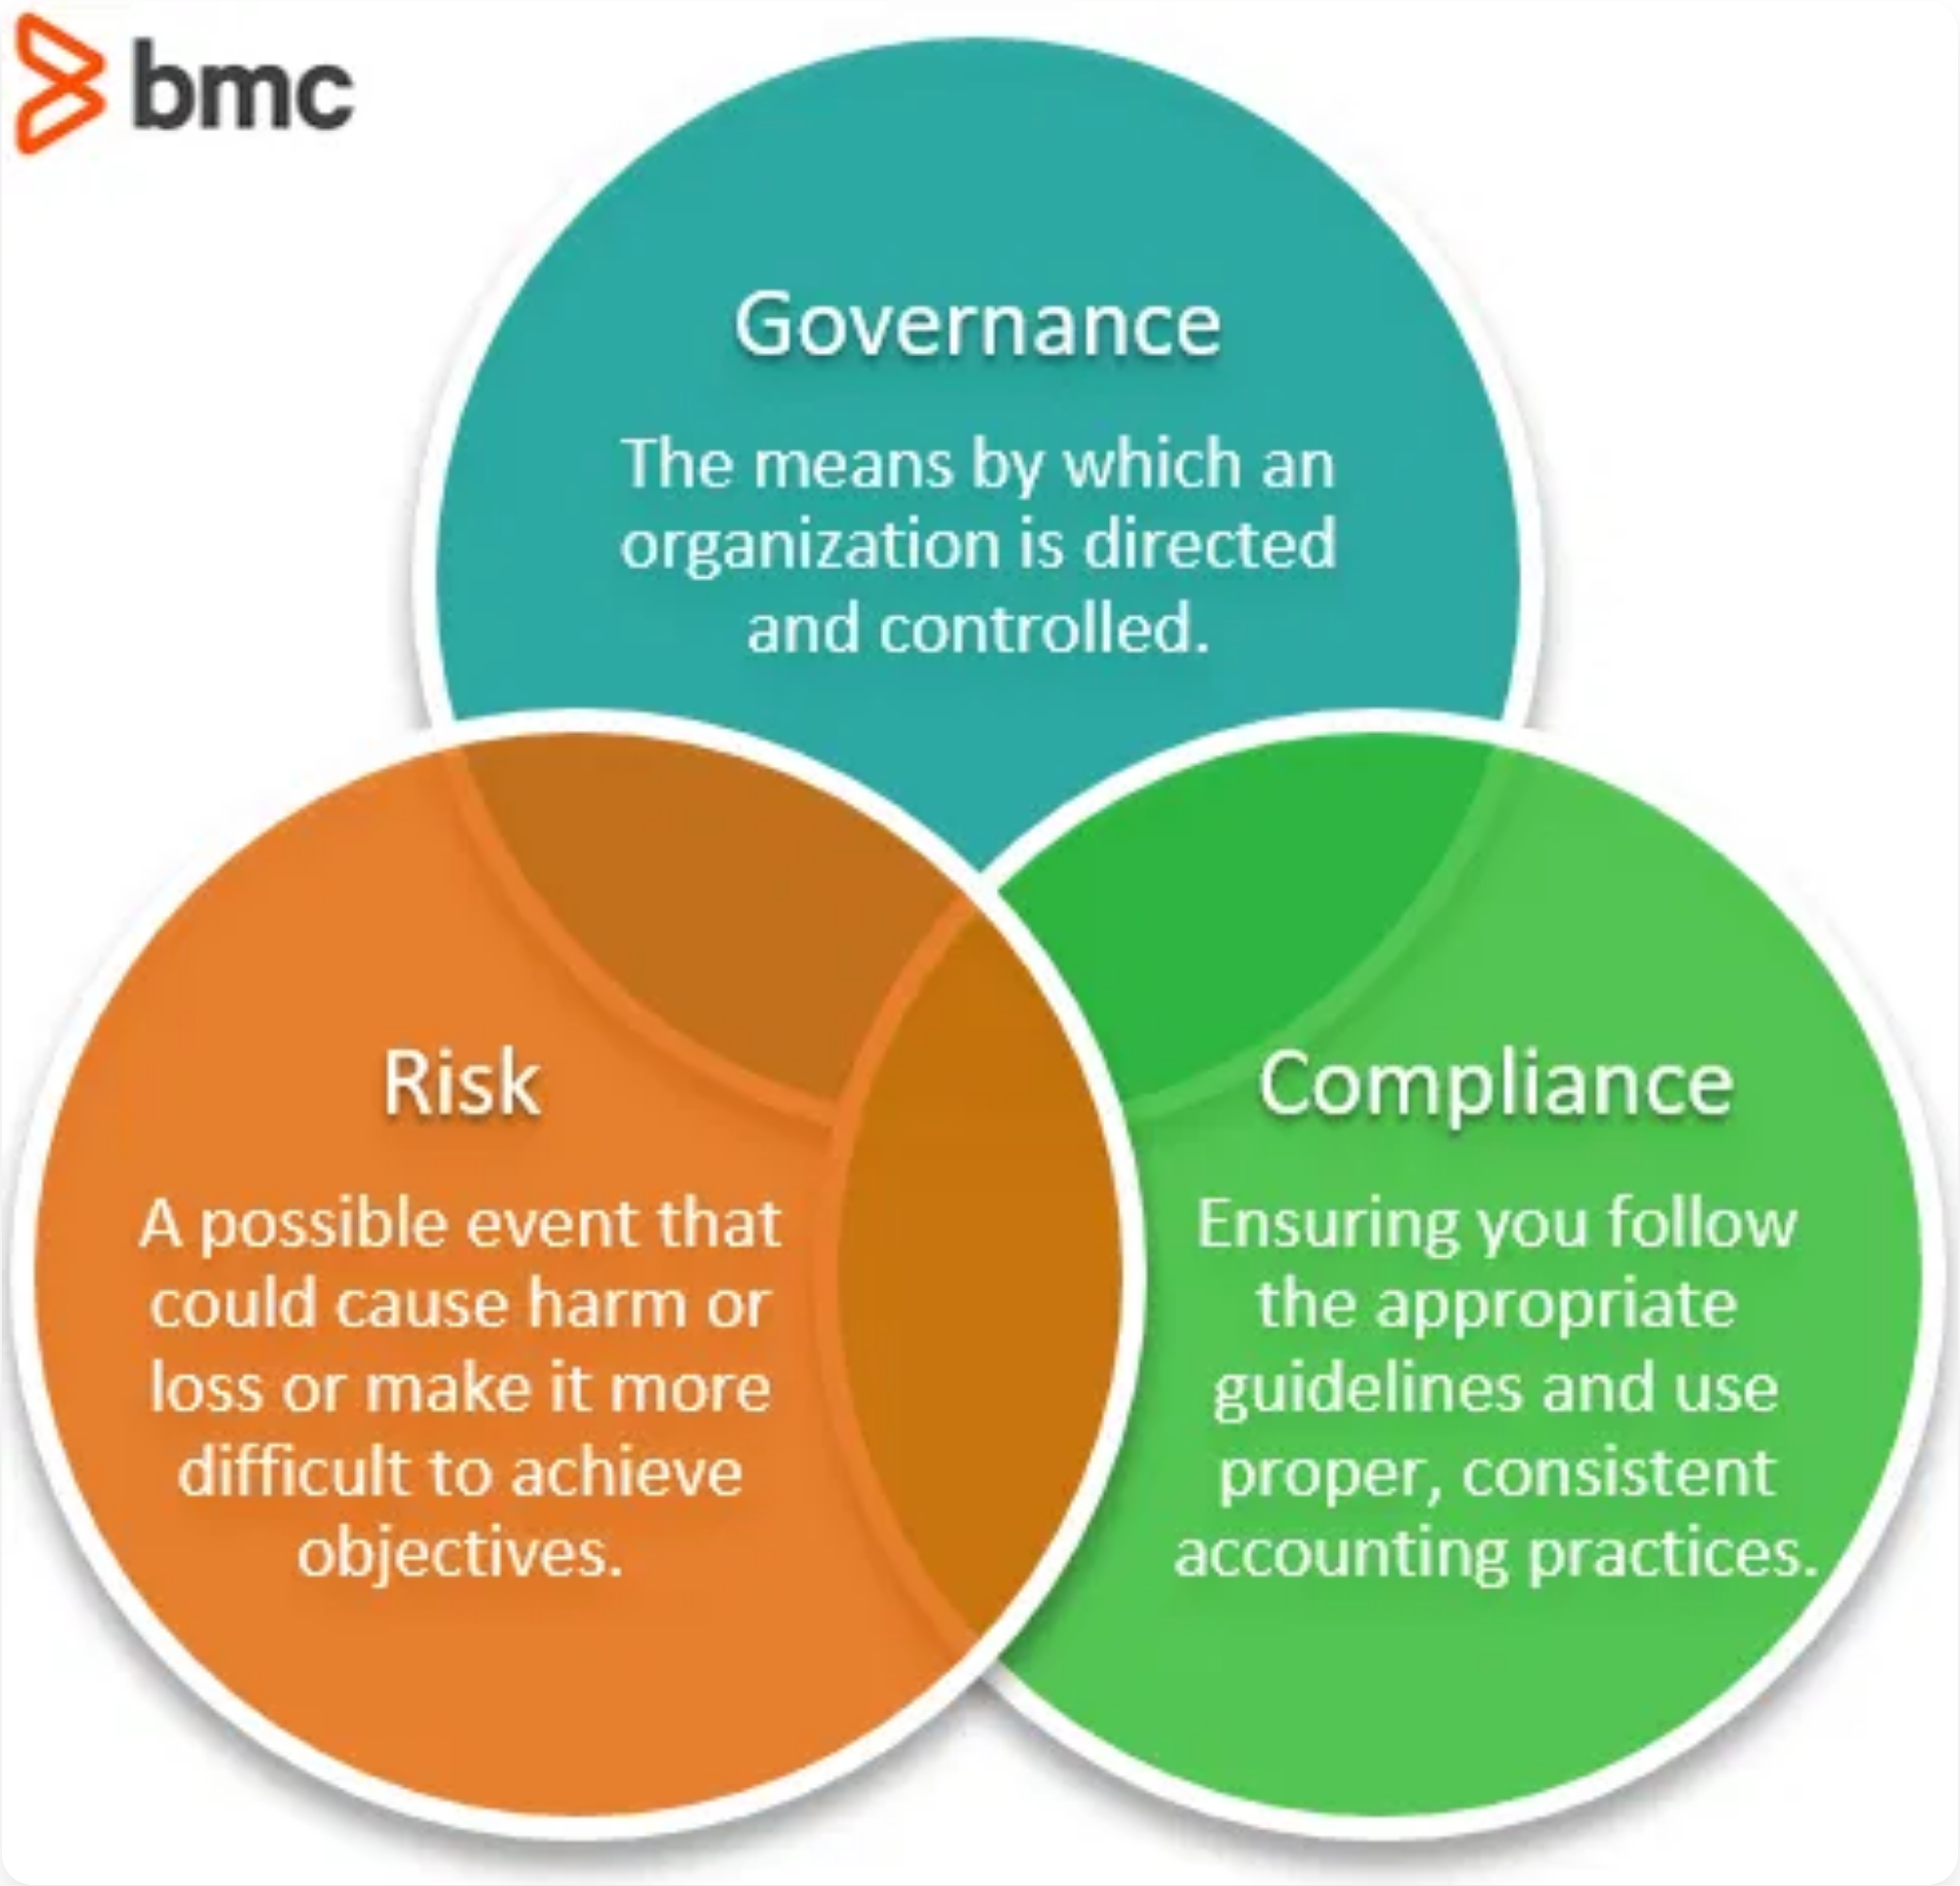 bmc
Governance
The means by which an
organization is directed
and controlled.
Risk
A possible event that
could cause harm or
loss or make it more
difficult to achieve
objectives.
Compliance
Ensuring you follow
the appropriate
guidelines and use
proper, consistent
accounting practices.